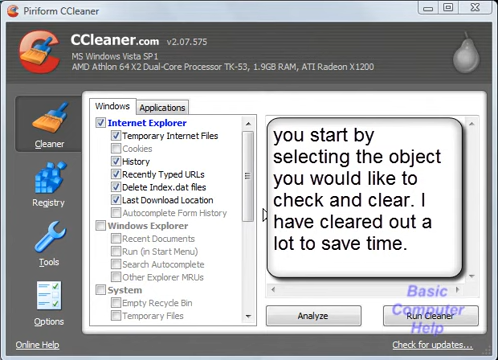 Piriform CCleaner
CCleaner.com v2.07.575
MS Windows Vista SP1
AMD Athlon 64 X2 Dual-Core Processor TK-53, 1.9GB RAM, ATI Radeon X1200
Cleaner
Registry
Tools
Options
Windows
Applications
Internet Explorer
Temporary Internet Files
Cookies
History
Recently Typed URLs
Delete Index.dat files
Last Download Location
Autocomplete Form History
Windows Explorer
Recent Documents
Run (in Start Menu)
Search Autocomplete
Other Explorer MRUs
System
Empty Recycle Bin
Temporary Files
you start by
selecting the object
you would like to
check and clear. I
have cleared out a
lot to save time.
Analyze
Run Cleaner
Basic
Computer
Help
Online Help
Check for updates...